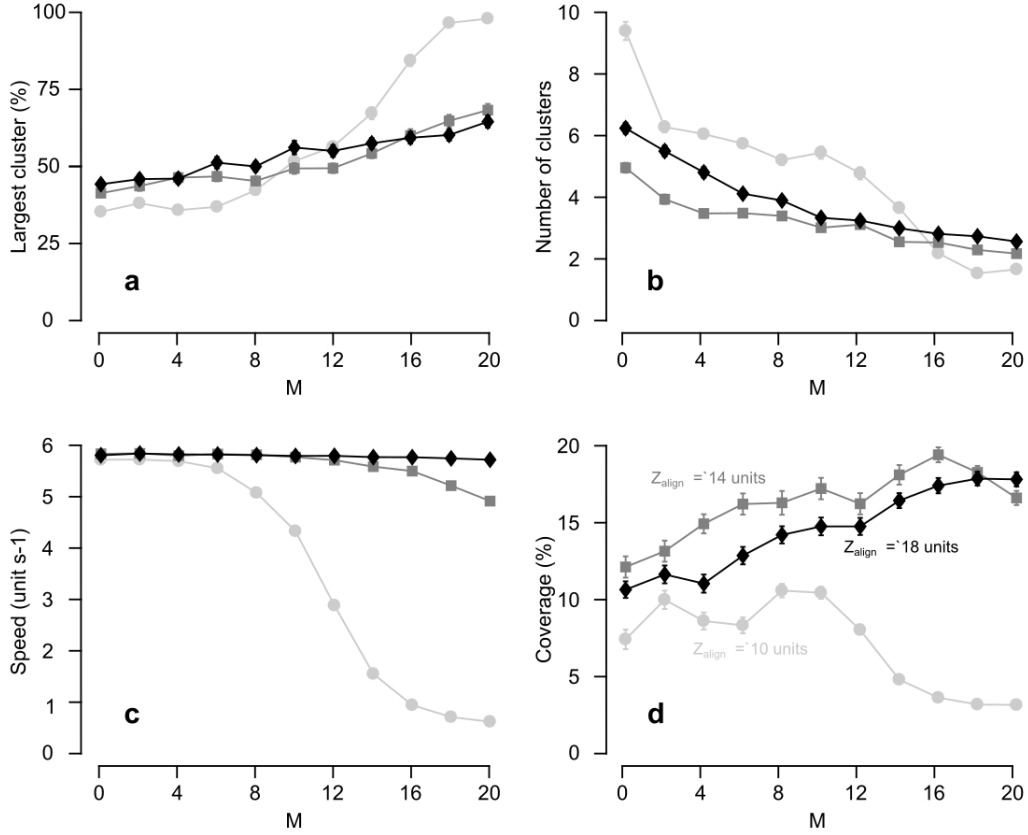 100
75
50
25
0
Largest cluster (%)
a
0 4 8 12 16 20
M
10
8
6
4
2
0
Number of clusters
b
0 4 8 12 16 20
M
6
5
4
3
2
1
0
Speed (unit s-1)
c
0 4 8 12 16 20
M
20
15
10
5
0
Coverage (%)
Zalign =`14 units
Zalign =`18 units
Zalign =`10 units
d
0 4 8 12 16 20
M